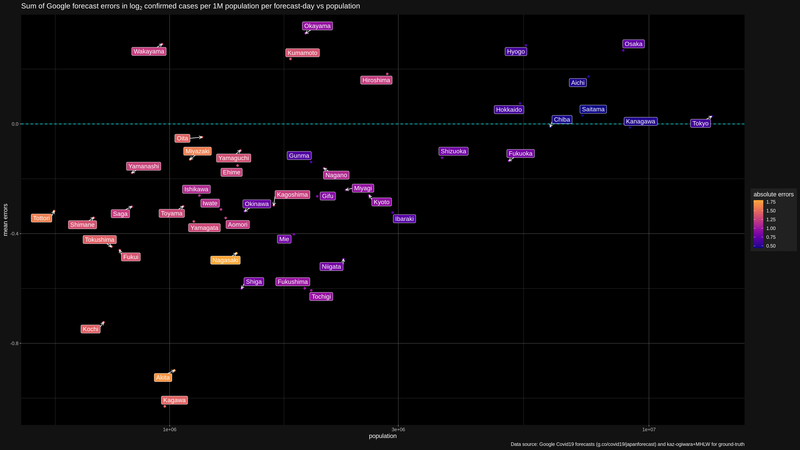 Sum of Google forecast errors in log2 confirmed cases per 1M population per forecast-day vs population
Okayama
Osaka
Wakayama
Kumamoto
Hyogo
Hiroshima
Aichi
Hokkaido
Saitama
0.0
Chiba
Kanagawa
Tokyo
Oita
Miyazaki
Yamaguchi
Gunma
Shizuoka
Fukuoka
Yamanashi
Ehime
Nagano
Ishikawa
Kagoshima
Gifu
Miyagi
absolute errors
1.75
1.50
1.25
1.00
0.75
0.50
Iwate
Okinawa
Kyoto
Tottori
Saga
Toyama
Ibaraki
Shimane
Yamagata
Aomori
mean errors
-0.4
Tokushima
Mie
Fukui
Nagasaki
Niigata
Shiga
Fukushima
Tochigi
Kochi
-0.8
Akita
Kagawa
1e+06
3e+06
1e+07
population
Data source: Google Covid19 forecasts (g.co/covid19/japanforecast) and kaz-ogiwara+MHLW for ground-truth